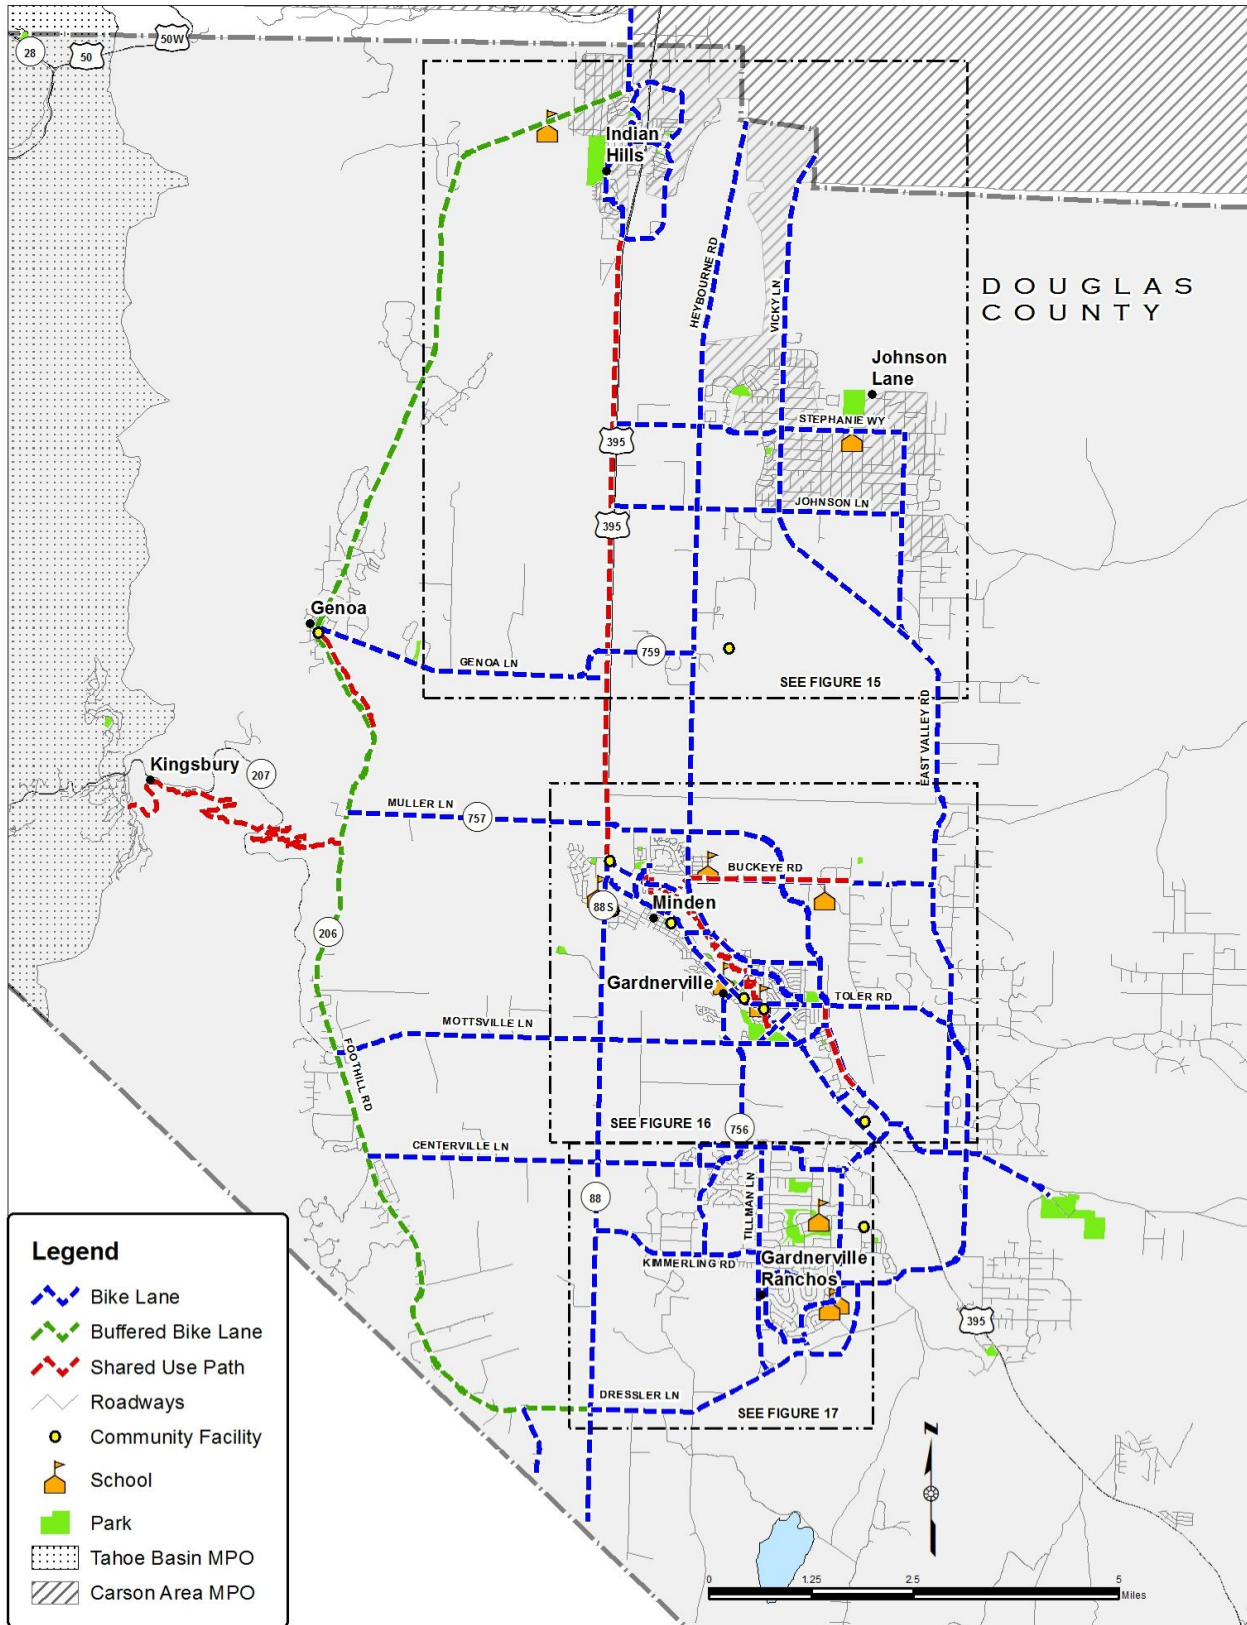 28
50
50W
Indian
Hills
HEYBOURNE RD
VICKY LN
DOUGLAS
COUNTY
Johnson
Lane
STEPHANIE WY
395
JOHNSON LN
395
Genoa
GENOA LN
759
SEE FIGURE 15
EAST VALLEY RD
Kingsbury
207
MULLER LN
757
BUCKEYE RD
88S
Minden
206
Gardnerville
TOLER RD
MOTTSVILLE LN
FOOTHILL RD
SEE FIGURE 16
756
CENTERVILLE LN
88
TILLMAN LN
KIMMERLING RD
Gardnerville
Ranchos
395
DRESSLER LN
SEE FIGURE 17
Legend
Bike Lane
Buffered Bike Lane
Shared Use Path
Roadways
Community Facility
School
Park
Tahoe Basin MPO
Carson Area MPO
N
0
1.25
2.5
5
Miles